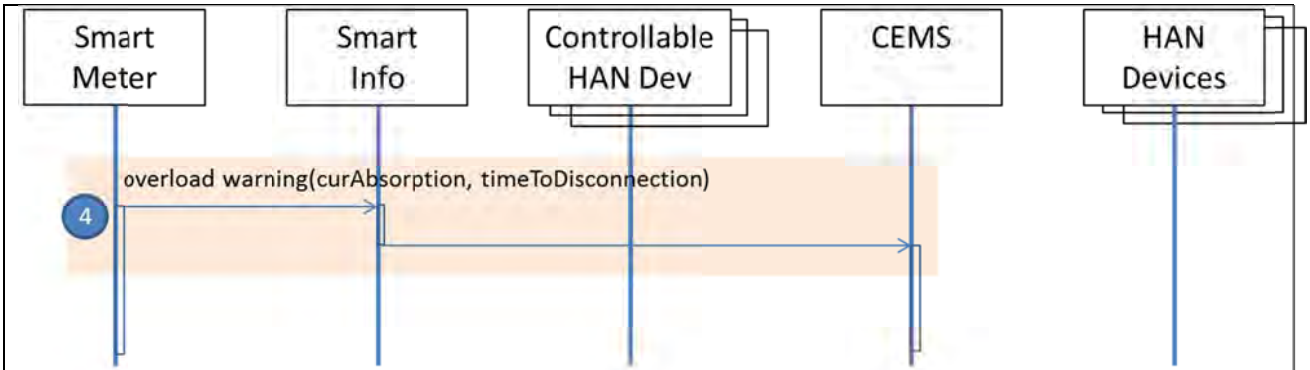 Smart
Meter
Smart
Info
Controllable
HAN Dev
CEMS
HAN
Devices
overload warning(curAbsorption, timeToDisconnection)
4